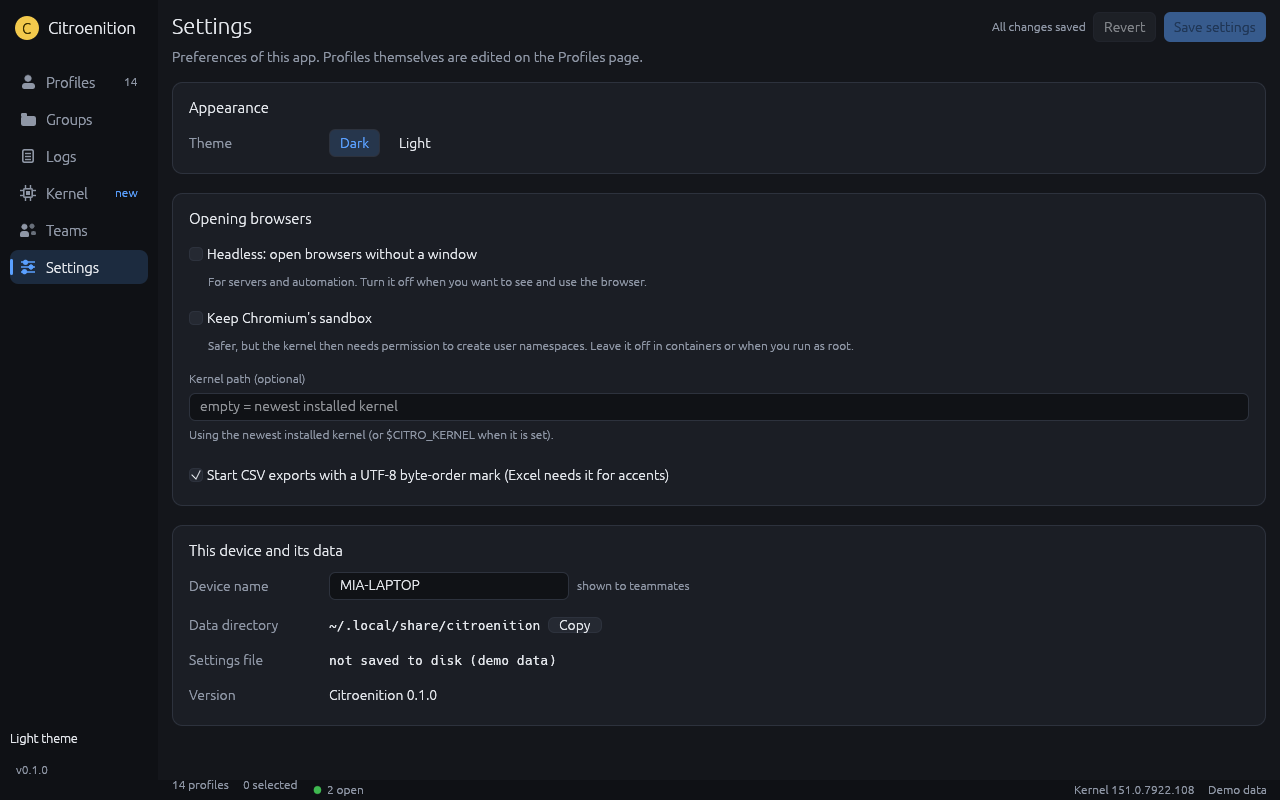 C Citroenition
Profiles 14
Groups
Logs
Kernel new
Teams
Settings
Light theme
v0.1.0
Settings
All changes saved Revert Save settings
Preferences of this app. Profiles themselves are edited on the Profiles page.
Appearance
Theme Dark Light
Opening browsers
Headless: open browsers without a window
For servers and automation. Turn it off when you want to see and use the browser.
Keep Chromium's sandbox
Safer, but the kernel then needs permission to create user namespaces. Leave it off in containers or when you run as root.
Kernel path (optional)
empty = newest installed kernel
Using the newest installed kernel (or $CITRO_KERNEL when it is set).
Start CSV exports with a UTF-8 byte-order mark (Excel needs it for accents)
This device and its data
Device name MIA-LAPTOP shown to teammates
Data directory ~/.local/share/citroenition Copy
Settings file not saved to disk (demo data)
Version Citroenition 0.1.0
14 profiles 0 selected 2 open Kernel 151.0.7922.108 Demo data